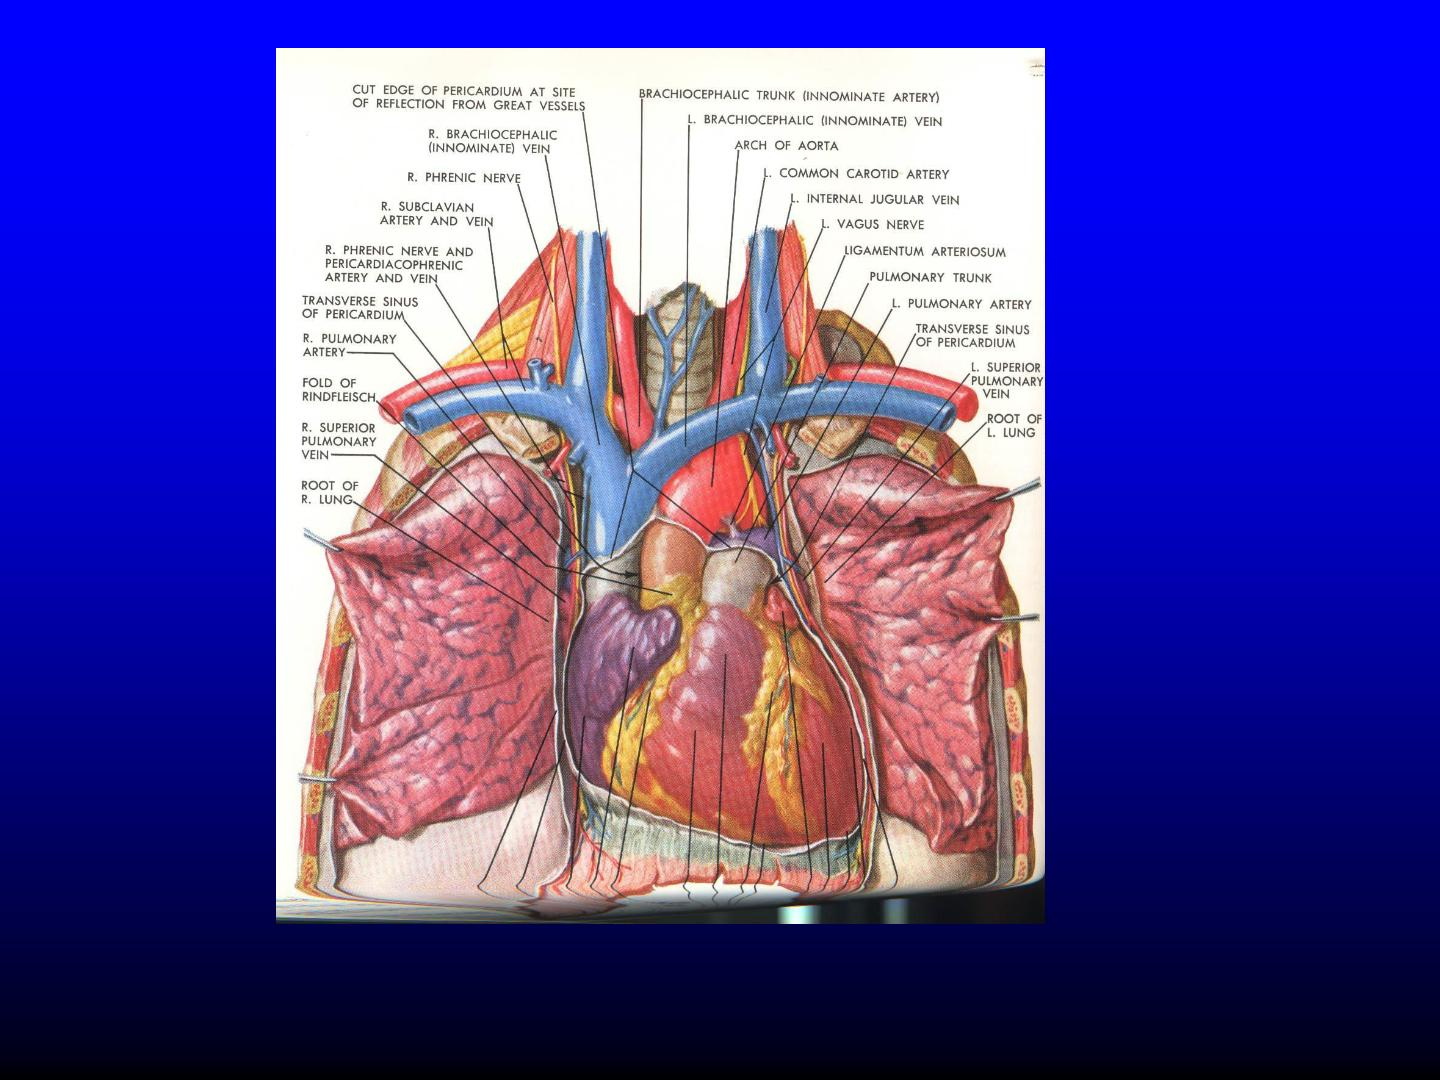 CUT EDGE OF PERICARDIUM AT SITE
OF REFLECTION FROM GREAT VESSELS
R. BRACHIOCEPHALIC
(INNOMINATE) VEIN
R. PHRENIC NERVE
R. SUBCLAVIAN
ARTERY AND VEIN
R. PHRENIC NERVE AND
PERICARDIACOPHRENIC
ARTERY AND VEIN
TRANSVERSE SINUS
OF PERICARDIUM
R. PULMONARY
ARTERY
FOLD OF
RINDFLEISCH
R. SUPERIOR
PULMONARY
VEIN
ROOT OF
R. LUNG
BRACHIOCEPHALIC TRUNK (INNOMINATE ARTERY)
L. BRACHIOCEPHALIC (INNOMINATE) VEIN
ARCH OF AORTA
L. COMMON CAROTID ARTERY
L. INTERNAL JUGULAR VEIN
L. VAGUS NERVE
LIGAMENTUM ARTERIOSUM
PULMONARY TRUNK
L. PULMONARY ARTERY
TRANSVERSE SINUS
OF PERICARDIUM
L. SUPERIOR
PULMONARY
VEIN
ROOT OF
L. LUNG